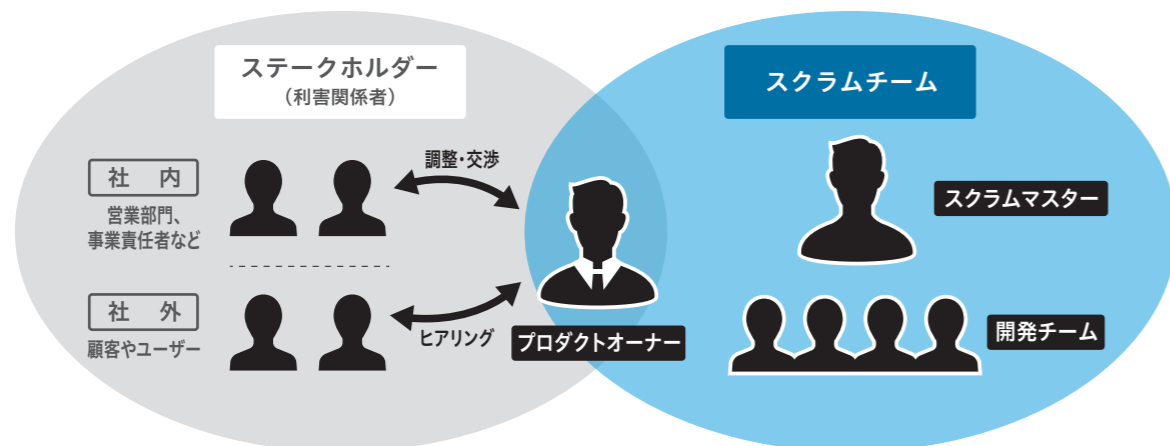 ステークホルダー
（利害関係者）
社 内
営業部門、
事業責任者など
調整・交渉
社 外
顧客やユーザー
ヒアリング
プロダクトオーナー
スクラムチーム
スクラムマスター
開発チーム